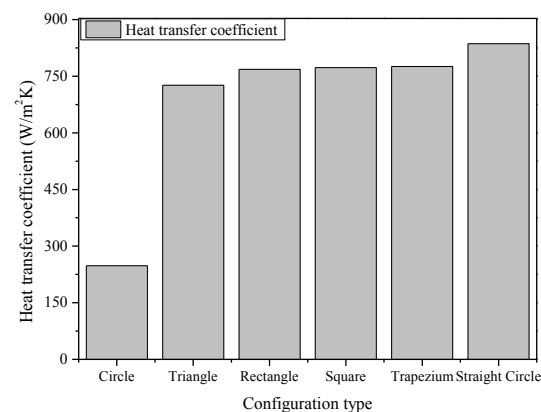 900
750
600
450
300
150
0
Heat transfer coefficient (W/m²K)
Heat transfer coefficient
Circle
Triangle
Rectangle
Square
Trapezium
Straight Circle
Configuration type